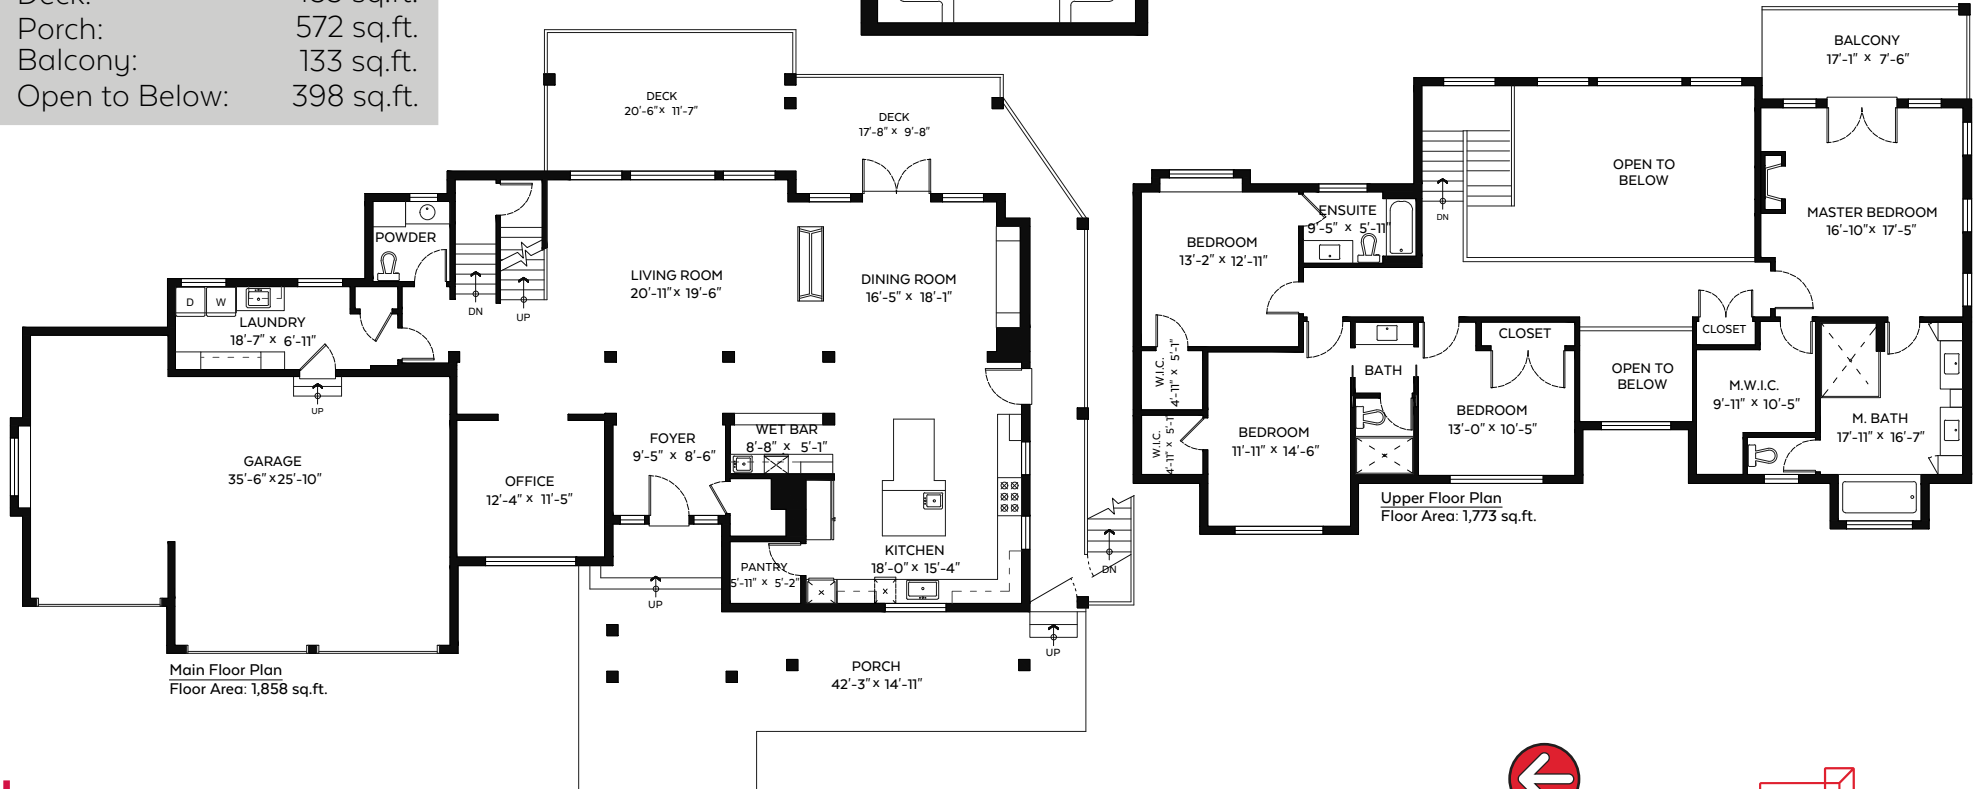 Porch: 572 sq.ft.
Balcony: 133 sq.ft.
Open to Below: 398 sq.ft.
DECK
20'-6" x 11'-7"
DECK
17'-8" x 9'-8"
POWDER
LIVING ROOM
20'-11" x 19'-6"
DINING ROOM
16'-5" x 18'-1"
D
W
LAUNDRY
18'-7" x 6'-11"
DN
UP
UP
GARAGE
35'-6" x 25'-10"
OFFICE
12'-4" x 11'-5"
FOYER
9'-5" x 8'-6"
WET BAR
8'-8" x 5'-1"
KITCHEN
18'-0" x 15'-4"
PANTRY
5'-11" x 5'-2"
UP
DN
UP
PORCH
42'-3" x 14'-11"
Main Floor Plan
Floor Area: 1,858 sq.ft.
BALCONY
17'-1" x 7'-6"
OPEN TO
BELOW
DN
MASTER BEDROOM
16'-10" x 17'-5"
BEDROOM
13'-2" x 12'-11"
ENSUITE
9'-5" x 5'-11"
CLOSET
CLOSET
W.I.C.
4'-11" x 5'-1"
W.I.C.
4'-11" x 5'-1"
BATH
BEDROOM
11'-11" x 14'-6"
BEDROOM
13'-0" x 10'-5"
OPEN TO
BELOW
M.W.I.C.
9'-11" x 10'-5"
M. BATH
17'-11" x 16'-7"
Upper Floor Plan
Floor Area: 1,773 sq.ft.